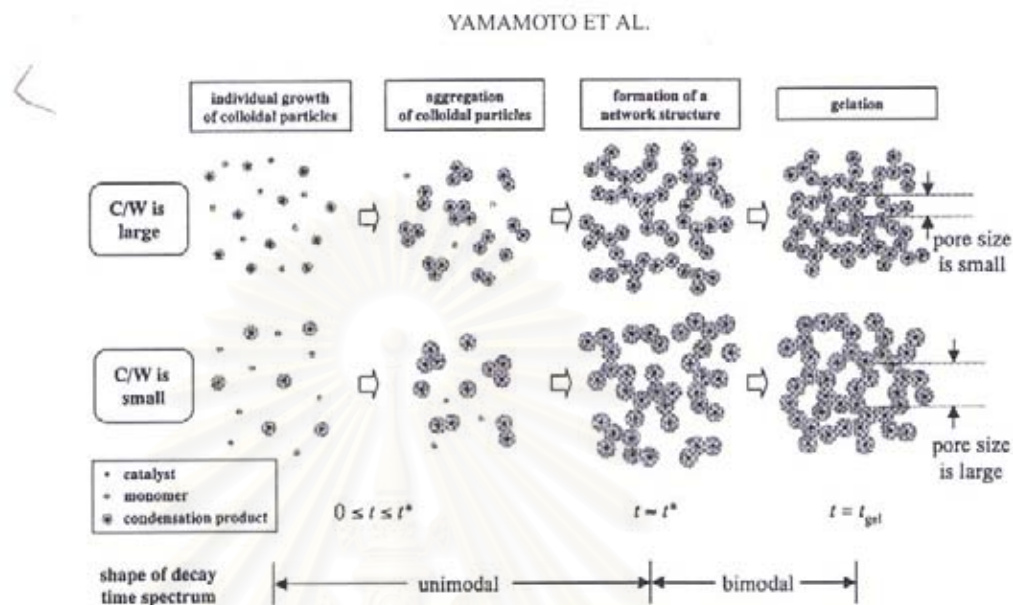 YAMAMOTO ET AL.
individual growth
of colloidal particles
aggregation
of colloidal particles
formation of a
network structure
gelation
C/W is
large
pore size
is small
C/W is
small
pore size
is large
catalyst
monomer
condensation product
0 ≤ t ≤ t*
t ≈ t*
t = tgel
shape of decay
time spectrum
unimodal
bimodal